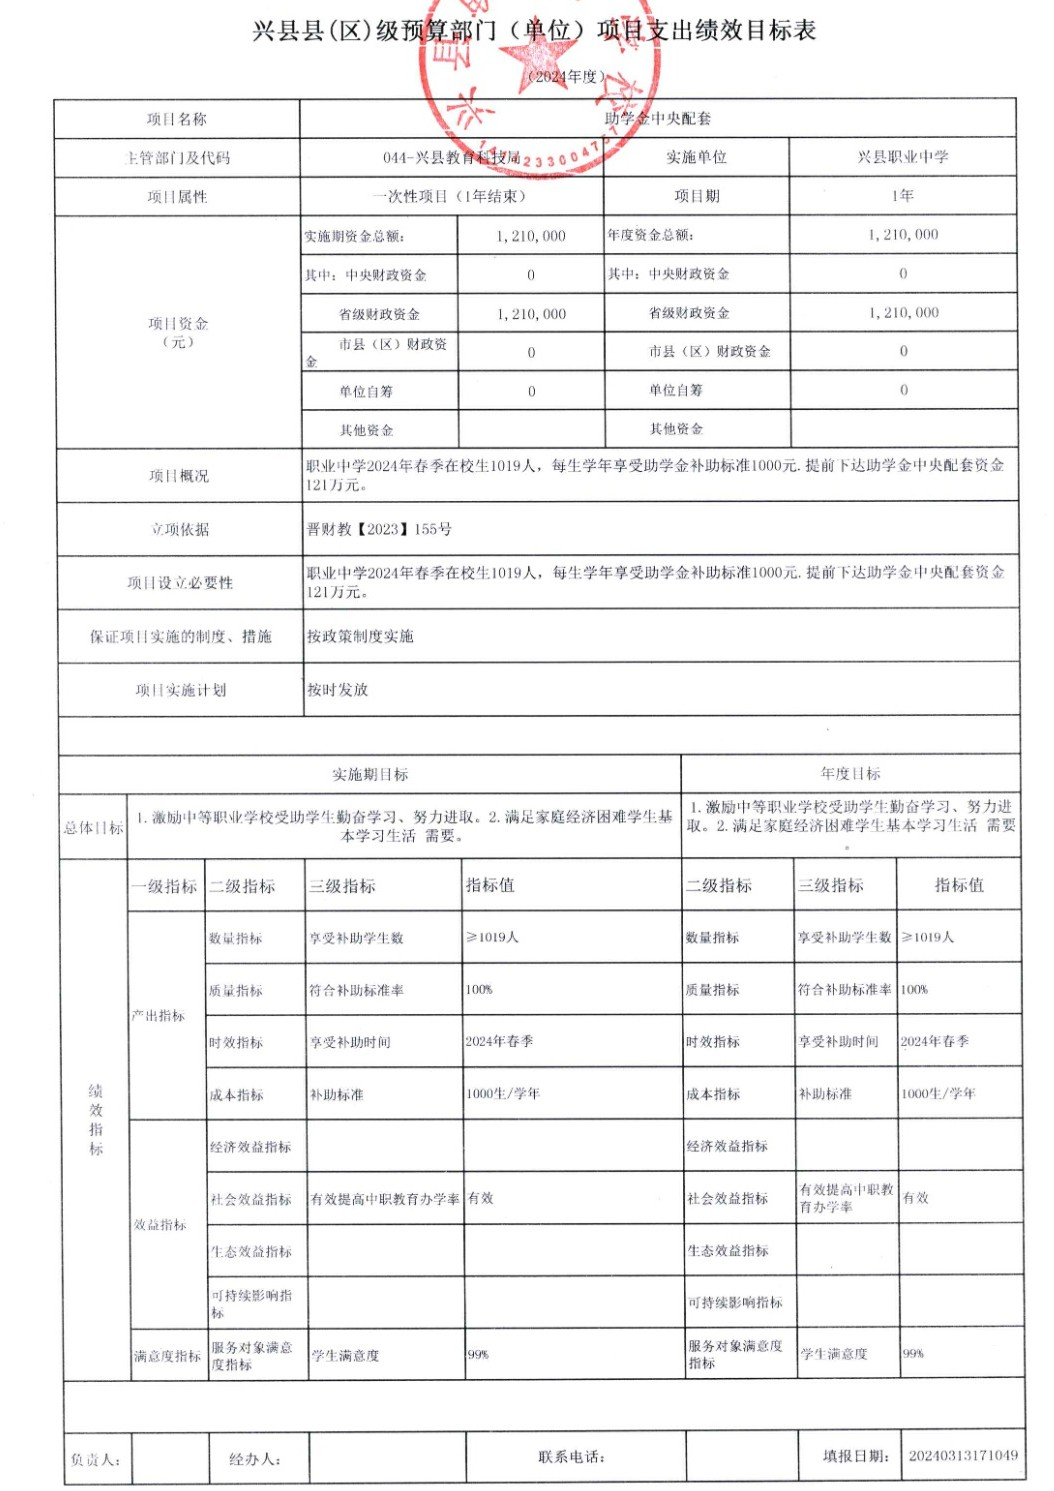 兴县县(区)级预算部门（单位）项目支出绩效目标表
（2024年度）
项目名称 助学金中央配套
主管部门及代码 044-兴县教育科技局 实施单位 兴县职业中学
项目属性 一次性项目（1年结束） 项目期 1年
项目资金
（元）
实施期资金总额： 1,210,000 年度资金总额： 1,210,000
其中：中央财政资金 0 其中：中央财政资金 0
省级财政资金 1,210,000 省级财政资金 1,210,000
市县（区）财政资
金 0 市县（区）财政资金 0
单位自筹 0 单位自筹 0
其他资金 其他资金
项目概况 职业中学2024年春季在校生1019人，每生学年享受助学金补助标准1000元.提前下达助学金中央配套资金
121万元。
立项依据 晋财教【2023】155号
项目设立必要性 职业中学2024年春季在校生1019人，每生学年享受助学金补助标准1000元.提前下达助学金中央配套资金
121万元。
保证项目实施的制度、措施 按政策制度实施
项目实施计划 按时发放
实施期目标 年度目标
总体目标 1.激励中等职业学校受助学生勤奋学习、努力进取。2.满足家庭经济困难学生基
本学习生活 需要。
1.激励中等职业学校受助学生勤奋学习、努力进
取。2.满足家庭经济困难学生基本学习生活 需要
。
绩效指标
一级指标 二级指标 三级指标 指标值 二级指标 三级指标 指标值
产出指标
数量指标 享受补助学生数 ≥1019人 数量指标 享受补助学生数 ≥1019人
质量指标 符合补助标准率 100% 质量指标 符合补助标准率 100%
时效指标 享受补助时间 2024年春季 时效指标 享受补助时间 2024年春季
成本指标 补助标准 1000生/学年 成本指标 补助标准 1000生/学年
效益指标
经济效益指标 经济效益指标
社会效益指标 有效提高中职教育办学率 有效 社会效益指标 有效提高中职教
育办学率 有效
生态效益指标 生态效益指标
可持续影响指
标 可持续影响指标
满意度指标 服务对象满意
度指标 学生满意度 99% 服务对象满意度
指标 学生满意度 99%
负责人： 经办人： 联系电话： 填报日期： 20240313171049